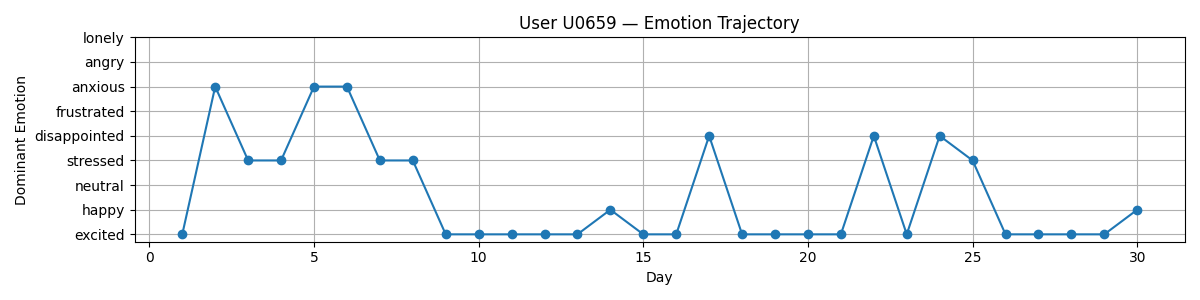 User U0659 — Emotion Trajectory
Dominant Emotion
lonely
angry
anxious
frustrated
disappointed
stressed
neutral
happy
excited
0 5 10 15 20 25 30
Day